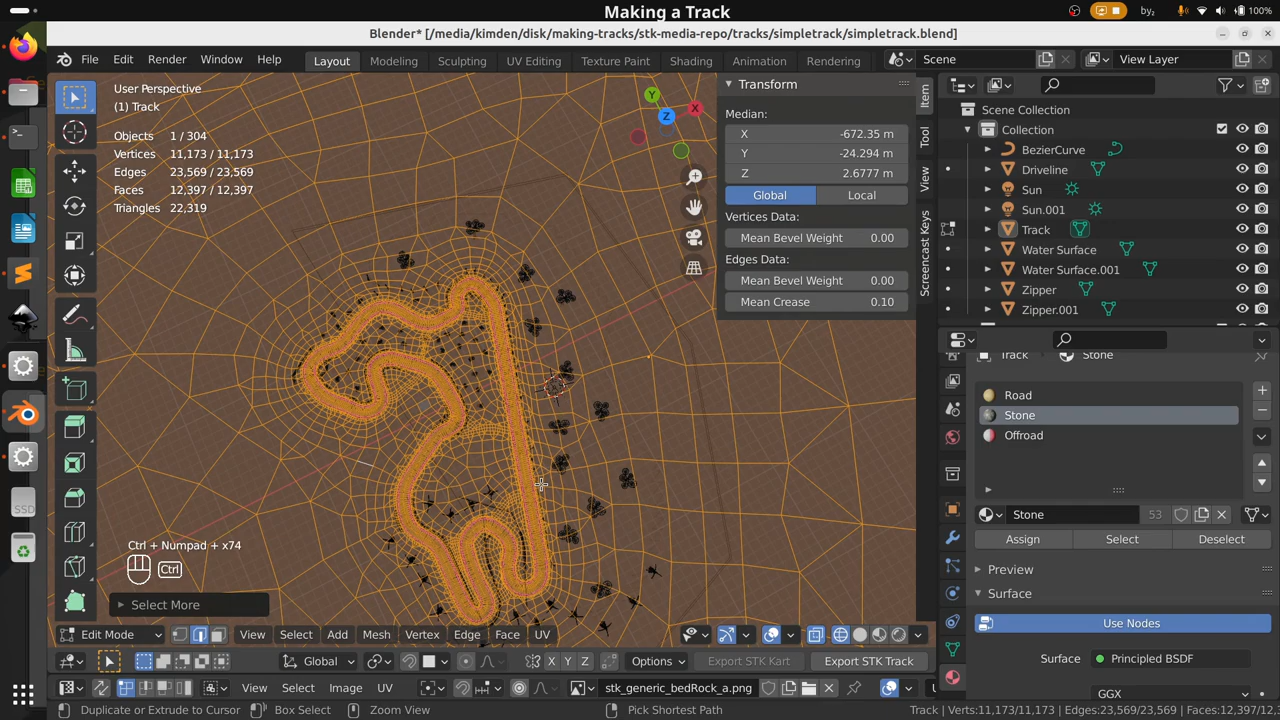 Making a Track
by₂
100%
Blender* [/media/kimden/disk/making-tracks/stk-media-repo/tracks/simpletrack/simpletrack.blend]
File Edit Render Window Help
Layout Modeling Sculpting UV Editing Texture Paint Shading Animation Rendering
Scene
View Layer
User Perspective
(1) Track
Objects 1 / 304
Vertices 11,173 / 11,173
Edges 23,569 / 23,569
Faces 12,397 / 12,397
Triangles 22,319
Y
X
Z
Transform
Median:
X -672.35 m
Y -24.294 m
Z 2.6777 m
Global Local
Vertices Data:
Mean Bevel Weight 0.00
Edges Data:
Mean Bevel Weight 0.00
Mean Crease 0.10
Item
Tool
View
Screencast Keys
Scene Collection
Collection
BezierCurve
Driveline
Sun
Sun.001
Track
Water Surface
Water Surface.001
Zipper
Zipper.001
Track Stone
Road
Stone
Offroad
Stone 53
Assign Select Deselect
Preview
Surface
Use Nodes
Surface Principled BSDF
GGX
Ctrl + Numpad + x74
Ctrl
Select More
SSD
Edit Mode View Select Add Mesh Vertex Edge Face UV
Global X Y Z Options Export STK Kart Export STK Track
View Select Image UV stk_generic_bedRock_a.png
Duplicate or Extrude to Cursor Box Select Zoom View Pick Shortest Path Track | Verts:11,173/11,173 | Edges:23,569/23,569 | Faces:12,397/12,